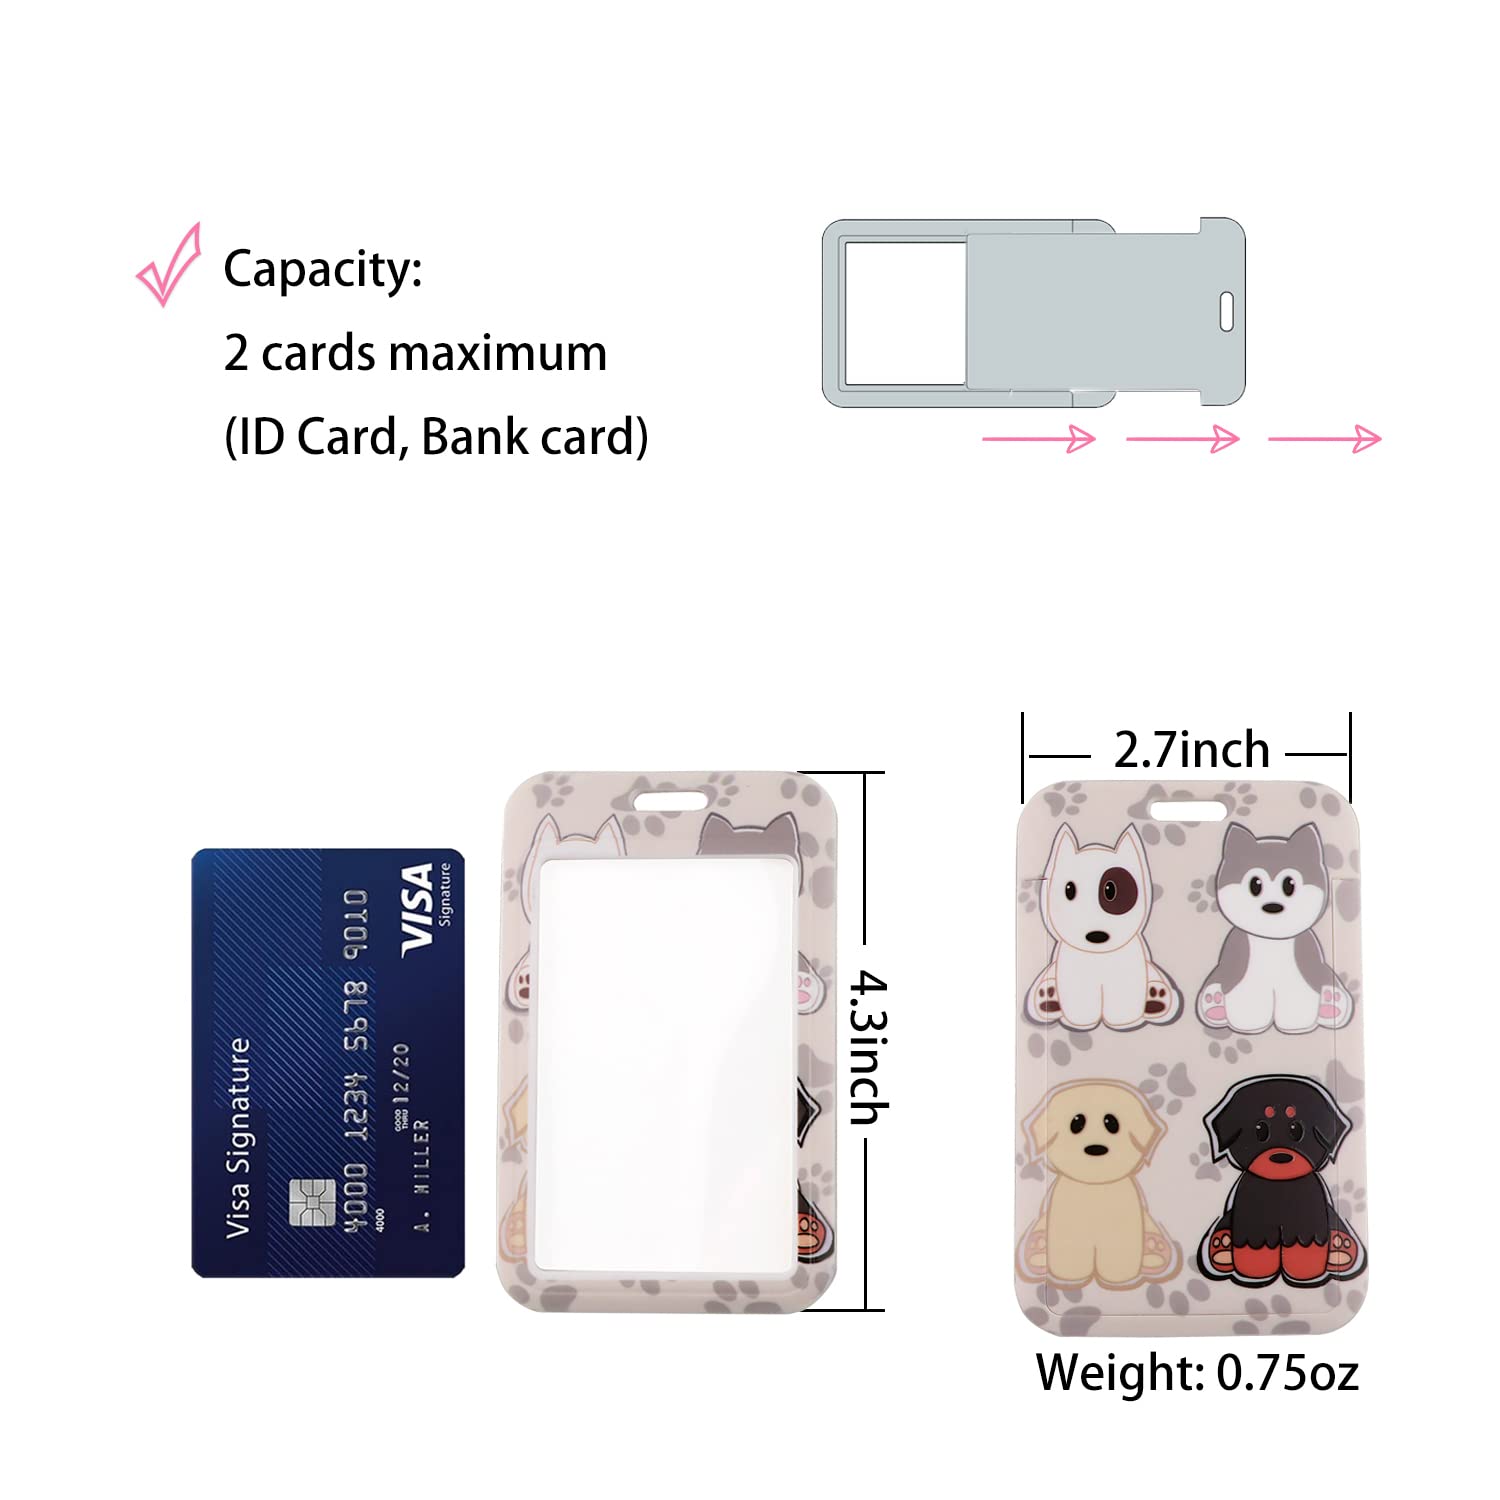 Capacity:
2 cards maximum
(ID Card, Bank card)
2.7inch
4.3inch
Visa Signature
4000 1234 5678 9010
4000
GOOD
THRU
12/20
A. MILLER
VISA
Signature
Weight: 0.75oz